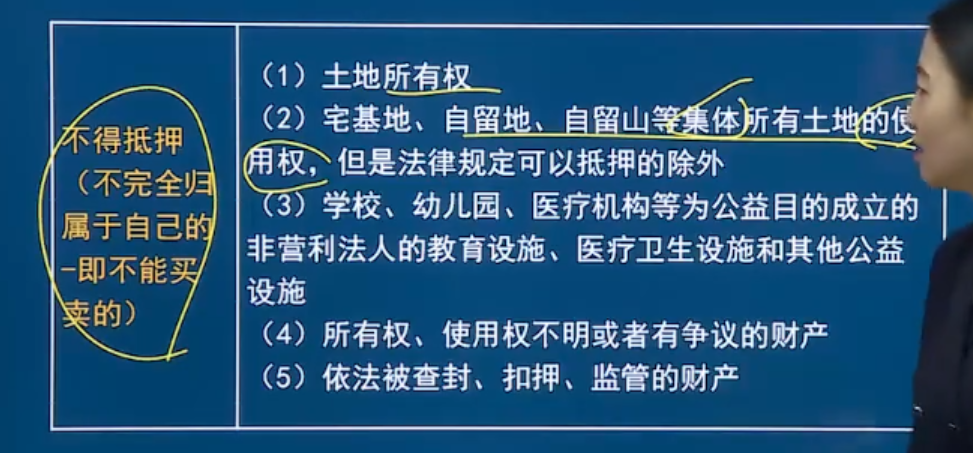 不得抵押
（不完全归
属于自己的
-即不能买
卖的）
（1）土地所有权
（2）宅基地、自留地、自留山等集体所有土地的使
用权，但是法律规定可以抵押的除外
（3）学校、幼儿园、医疗机构等为公益目的成立的
非营利法人的教育设施、医疗卫生设施和其他公益
设施
（4）所有权、使用权不明或者有争议的财产
（5）依法被查封、扣押、监管的财产